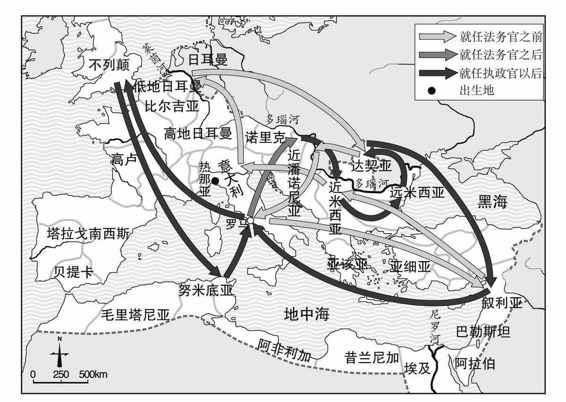 就任法务官之前
就任法务官之后
就任执政官以后
出生地
不列颠
莱茵河
日耳曼
低地日耳曼
比尔吉亚
高地日耳曼
多瑙河
诺里克
高卢
热那亚
意大利
近潘诺尼亚
达契亚
多瑙河
近米西亚
远米西亚
黑海
罗马
塔拉戈南西斯
贝提卡
亚该亚
亚细亚
努米底亚
叙利亚
毛里塔尼亚
地中海
尼罗河
巴勒斯坦
阿非利加
昔兰尼加
埃及
阿拉伯
N
0 250 500km